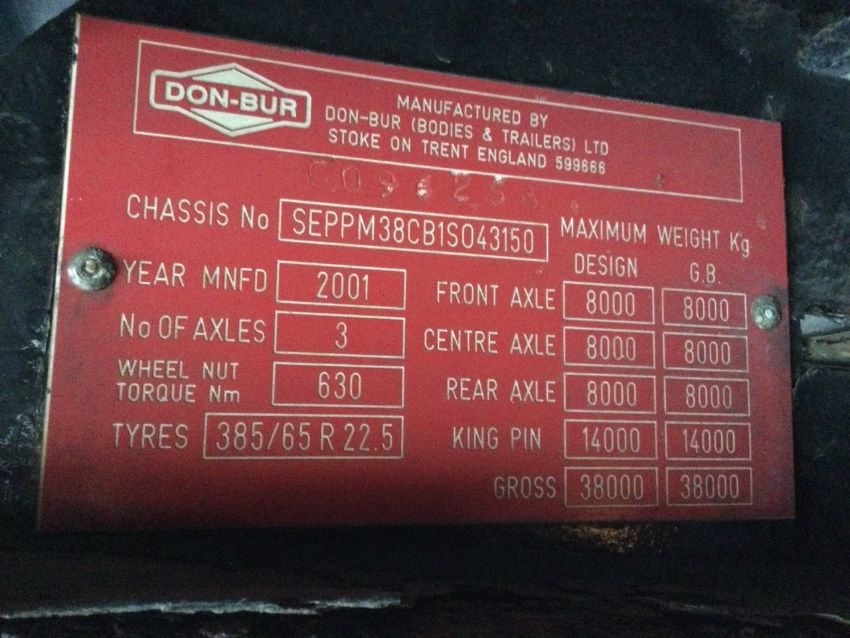 DON-BUR
MANUFACTURED BY
DON-BUR (BODIES & TRAILERS) LTD
STOKE ON TRENT ENGLAND 599666
CHASSIS No SEPPM38CB1S043150
YEAR MNFD 2001
No OF AXLES 3
WHEEL NUT
TORQUE Nm 630
TYRES 385/65 R 22.5
MAXIMUM WEIGHT Kg
DESIGN G.B.
FRONT AXLE 8000 8000
CENTRE AXLE 8000 8000
REAR AXLE 8000 8000
KING PIN 14000 14000
GROSS 38000 38000